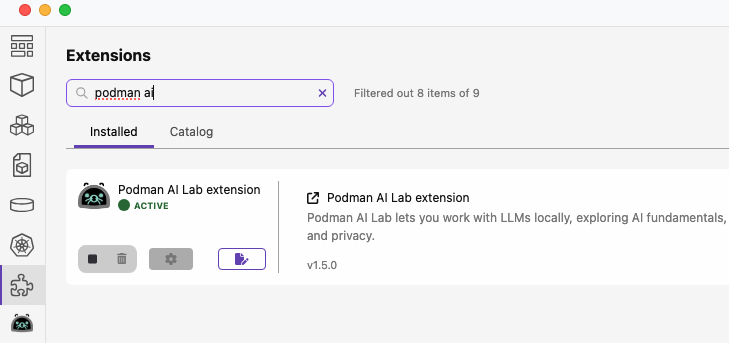 Extensions
podman ai
Filtered out 8 items of 9
Installed
Catalog
Podman AI Lab extension
ACTIVE
Podman AI Lab extension
Podman AI Lab lets you work with LLMs locally, exploring AI fundamentals,
and privacy.
v1.5.0